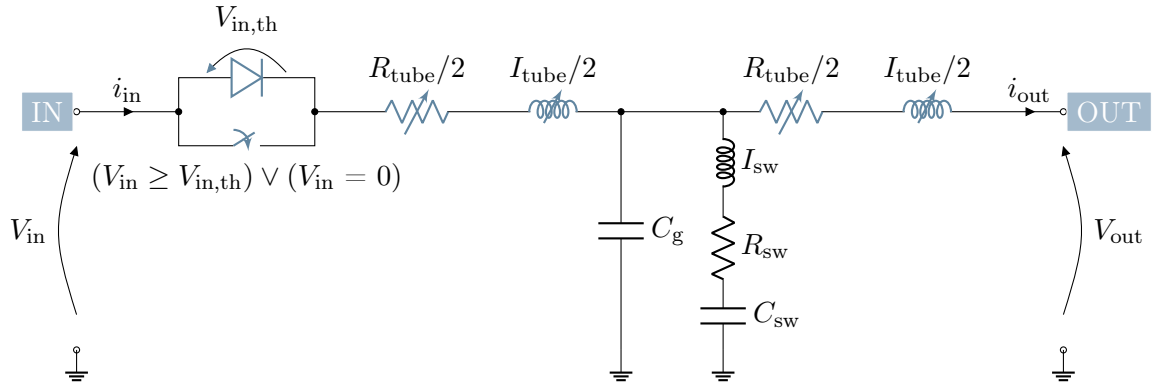 V_in,th
R_tube/2
I_tube/2
R_tube/2
I_tube/2
IN
i_in
i_out
OUT
I_sw
(V_in ≥ V_in,th) ∨ (V_in = 0)
V_in
C_g
R_sw
V_out
C_sw